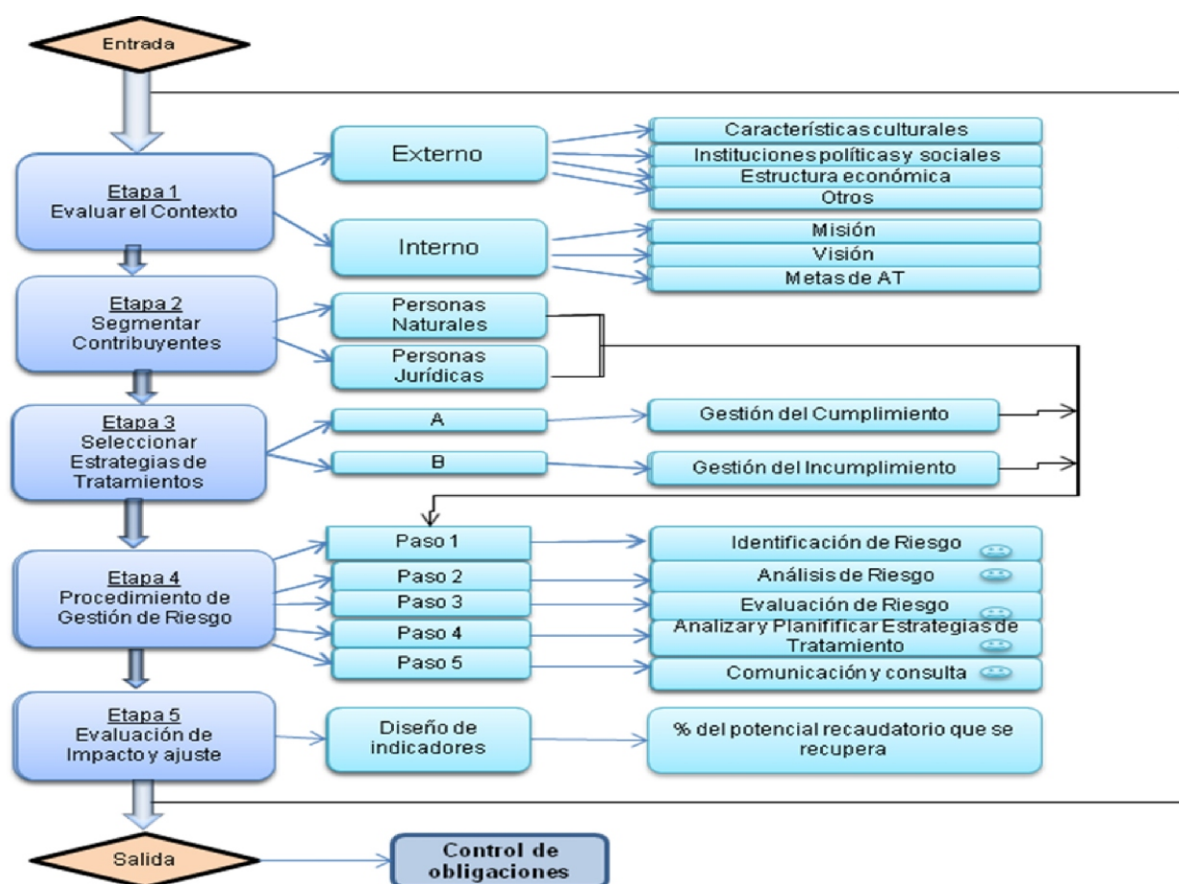 Entrada
Etapa 1
Evaluar el Contexto
Externo
Características culturales
Instituciones políticas y sociales
Estructura económica
Otros
Interno
Misión
Visión
Metas de AT
Etapa 2
Segmentar
Contribuyentes
Personas
Naturales
Personas
Jurídicas
Etapa 3
Seleccionar
Estrategias de
Tratamientos
A
Gestión del Cumplimiento
B
Gestión del Incumplimiento
Etapa 4
Procedimiento de
Gestión de Riesgo
Paso 1
Identificación de Riesgo
Paso 2
Análisis de Riesgo
Paso 3
Evaluación de Riesgo
Paso 4
Analizar y Planifificar Estrategias de
Tratamiento
Paso 5
Comunicación y consulta
Etapa 5
Evaluación de
Impacto y ajuste
Diseño de
indicadores
% del potencial recaudatorio que se
recupera
Salida
Control de
obligaciones